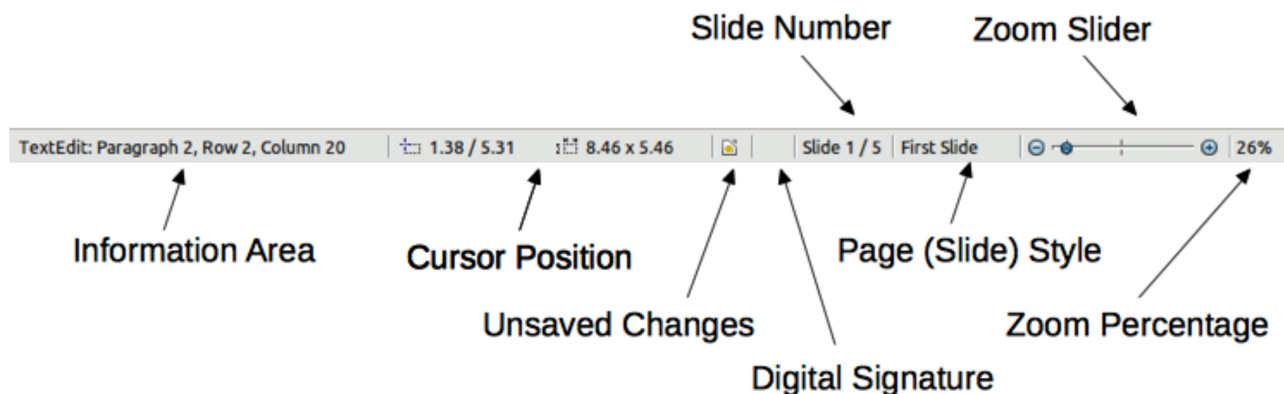 Slide Number
Zoom Slider
TextEdit: Paragraph 2, Row 2, Column 20 1.38 / 5.31 8.46 x 5.46 Slide 1 / 5 First Slide 26%
Information Area
Cursor Position
Page (Slide) Style
Unsaved Changes
Zoom Percentage
Digital Signature